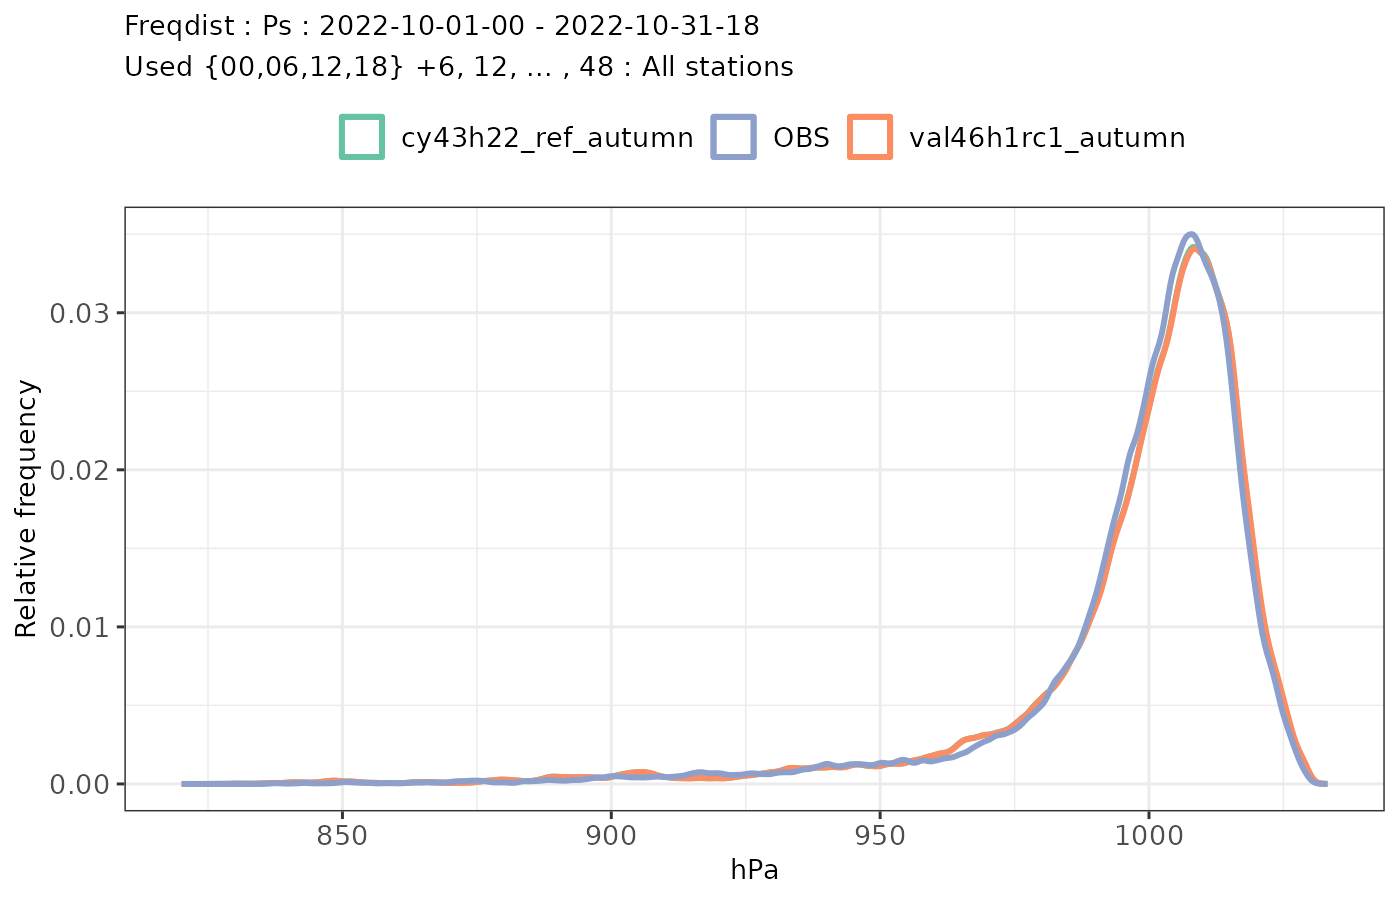 Freqdist : Ps : 2022-10-01-00 - 2022-10-31-18
Used {00,06,12,18} +6, 12, ... , 48 : All stations
cy43h22_ref_autumn OBS val46h1rc1_autumn
Relative frequency
0.03
0.02
0.01
0.00
850 900 950 1000
hPa